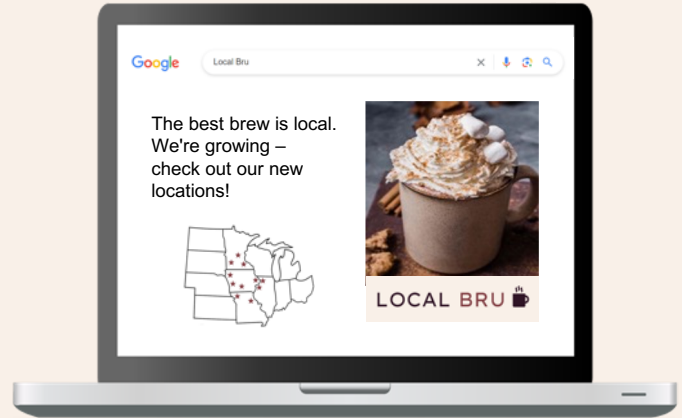 Google
Local Bru
The best brew is local.
We're growing –
check out our new
locations!
LOCAL BRU